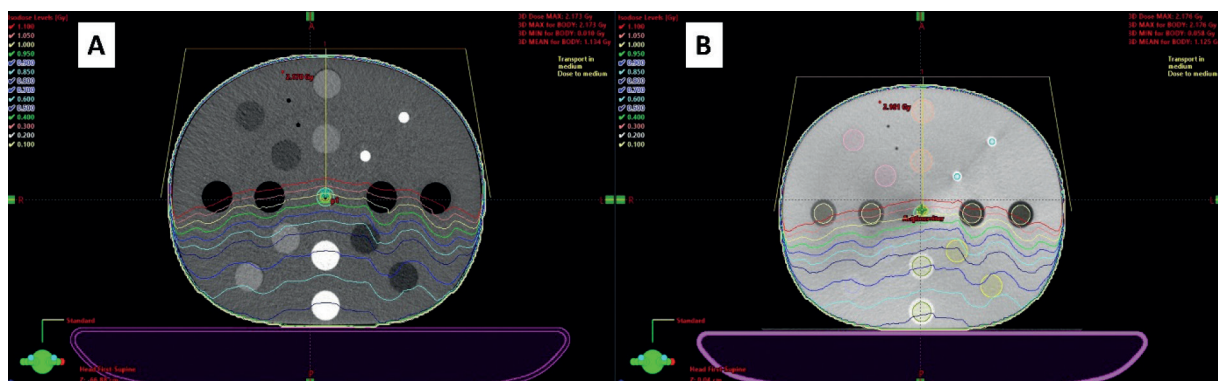 Isodose Levels [Gy]
1.100
1.050
1.000
0.950
0.900
0.850
0.800
0.700
0.600
0.500
0.400
0.300
0.200
0.100
A
A
3D Dose MAX: 2.173 Gy
3D MAX for BODY: 2.173 Gy
3D MIN for BODY: 0.010 Gy
3D MEAN for BODY: 1.134 Gy
Transport in
medium
Dose to medium
R
Standard
Head First Supine
P
Isodose Levels [Gy]
1.100
1.050
1.000
0.950
0.900
0.850
0.800
0.700
0.600
0.500
0.400
0.300
0.200
0.100
B
A
3D Dose MAX: 2.176 Gy
3D MAX for BODY: 2.176 Gy
3D MIN for BODY: 0.058 Gy
3D MEAN for BODY: 1.125 Gy
Transport in
medium
Dose to medium
R
L
Standard
Head First Supine
P